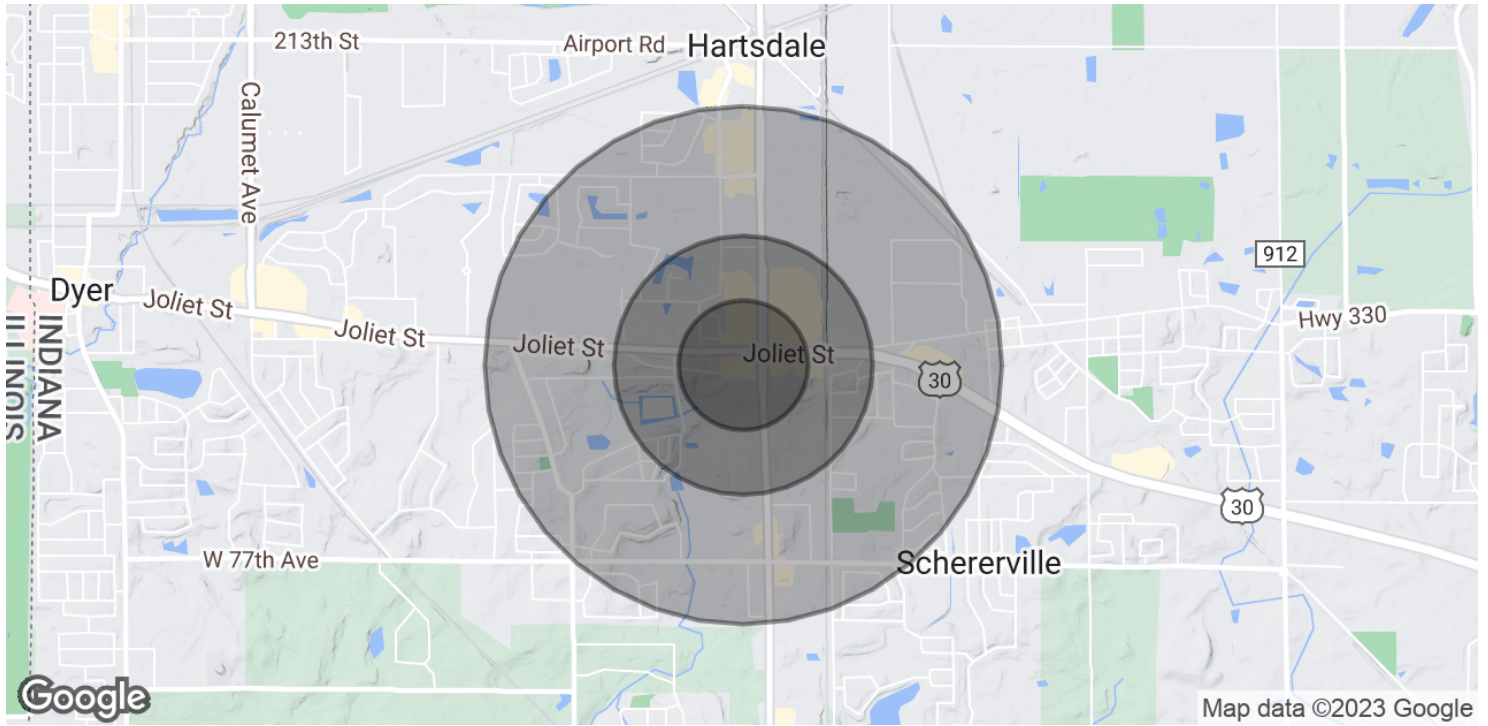 213th St
Airport Rd
Hartsdale
Calumet Ave
912
Dyer
Joliet St
Joliet St
Joliet St
Joliet St
Hwy 330
30
INDIANA
ILLINOIS
30
W 77th Ave
Schererville
Google
Map data ©2023 Google